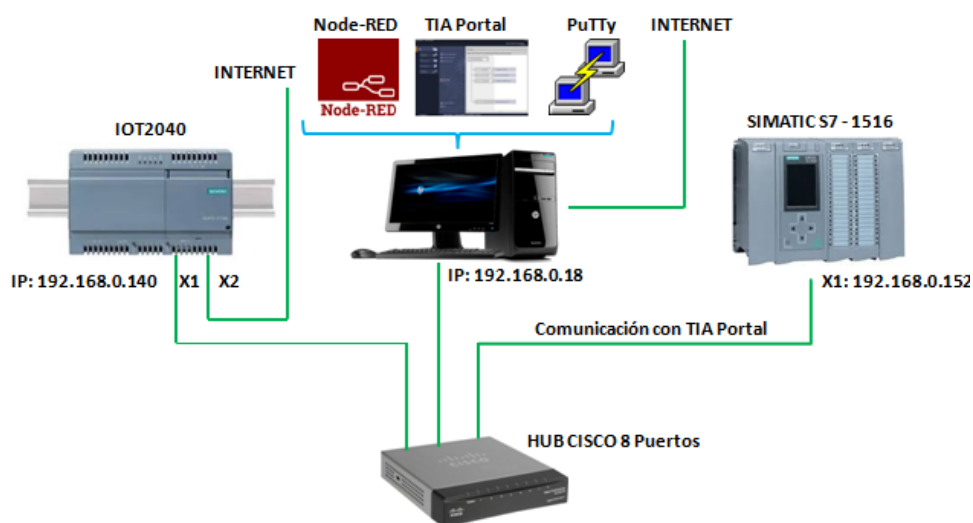 Node-RED
TIA Portal
PuTTy
INTERNET
INTERNET
Node-RED
IOT2040
SIMATIC S7 - 1516
IP: 192.168.0.140
X1
X2
IP: 192.168.0.18
X1: 192.168.0.152
Comunicación con TIA Portal
HUB CISCO 8 Puertos
CISCO